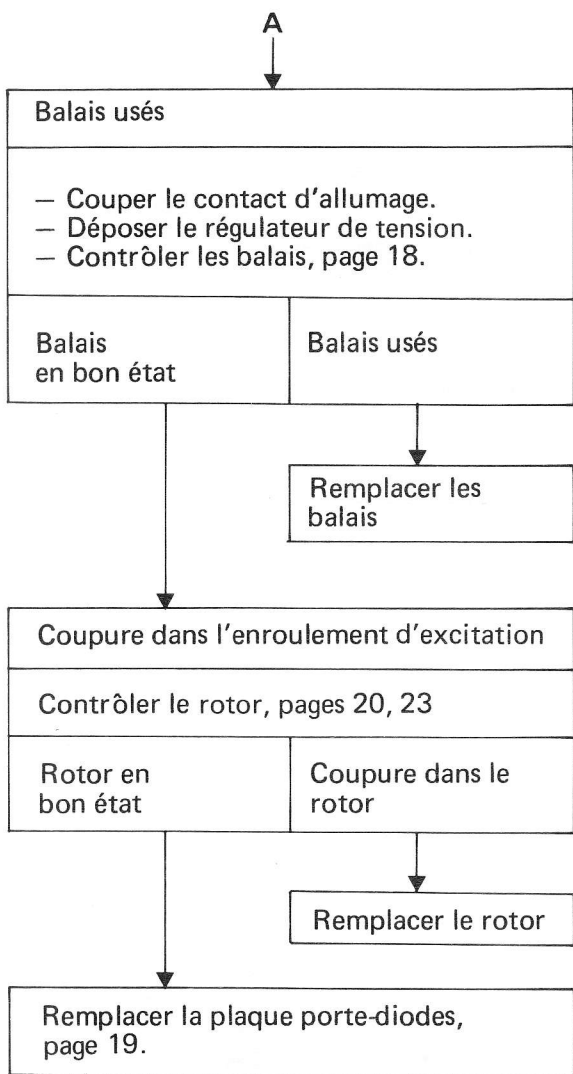 A
Balais usés
— Couper le contact d'allumage.
— Déposer le régulateur de tension.
— Contrôler les balais, page 18.
Balais
en bon état
Balais usés
Remplacer les
balais
Coupure dans l'enroulement d'excitation
Contrôler le rotor, pages 20, 23
Rotor en
bon état
Coupure dans le
rotor
Remplacer le rotor
Remplacer la plaque porte-diodes,
page 19.